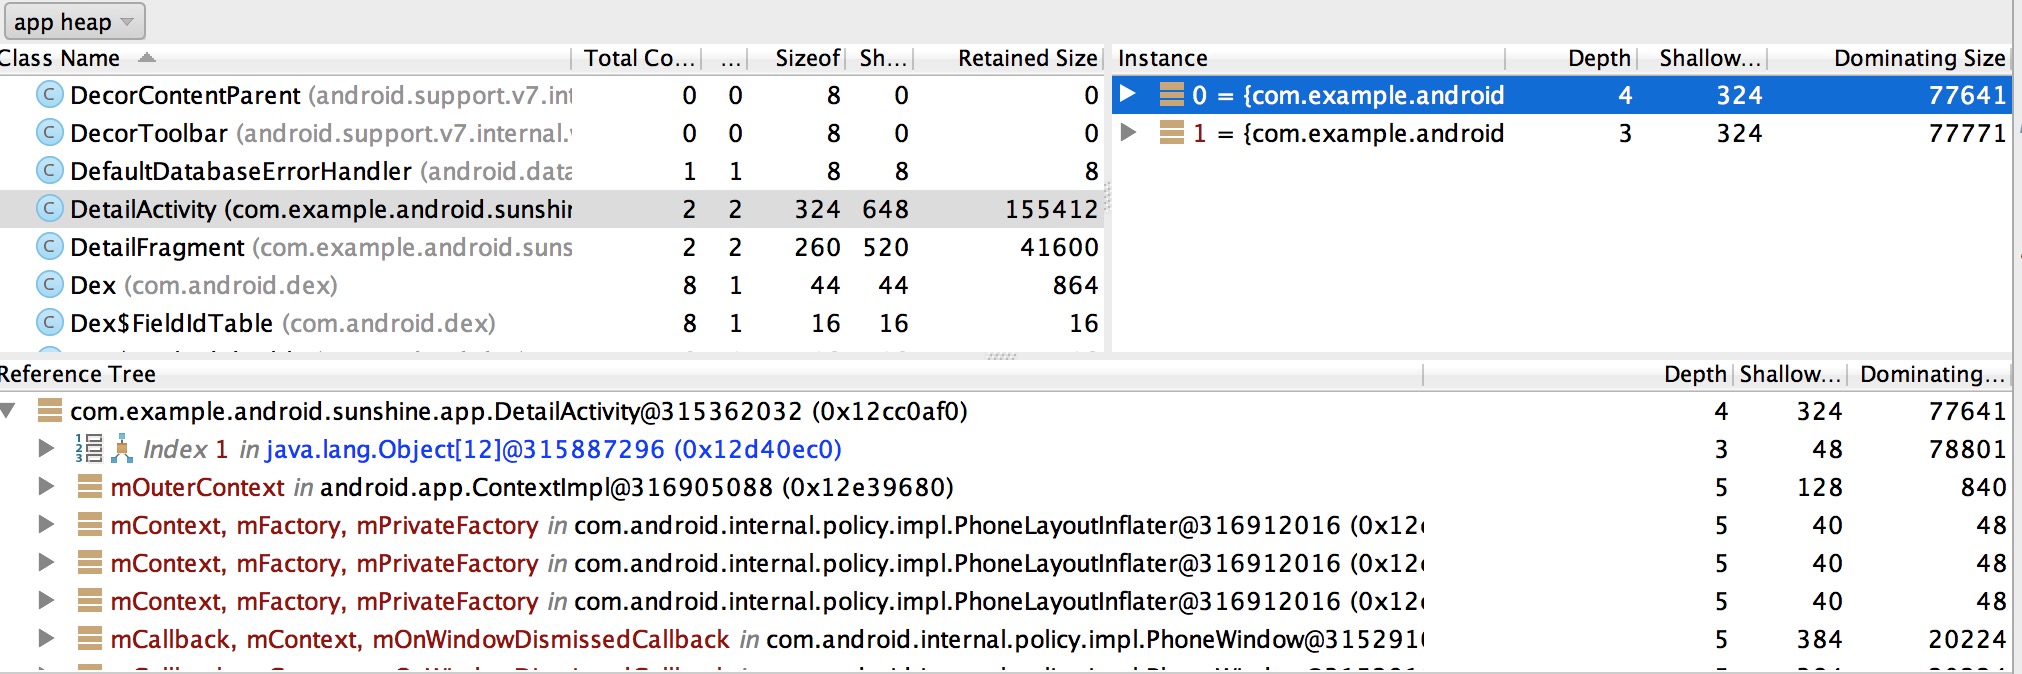 app heap
Class Name Total Co... ... Sizeof Sh... Retained Size
DecorContentParent (android.support.v7.int 0 0 8 0 0
DecorToolbar (android.support.v7.internal. 0 0 8 0 0
DefaultDatabaseErrorHandler (android.data 1 1 8 8 8
DetailActivity (com.example.android.sunshin 2 2 324 648 155412
DetailFragment (com.example.android.suns 2 2 260 520 41600
Dex (com.android.dex) 8 1 44 44 864
Dex$FieldIdTable (com.android.dex) 8 1 16 16 16
Instance Depth Shallow... Dominating Size
0 = {com.example.android 4 324 77641
1 = {com.example.android 3 324 77771
Reference Tree Depth Shallow... Dominating...
com.example.android.sunshine.app.DetailActivity@315362032 (0x12cc0af0) 4 324 77641
Index 1 in java.lang.Object[12]@315887296 (0x12d40ec0) 3 48 78801
mOuterContext in android.app.ContextImpl@316905088 (0x12e39680) 5 128 840
mContext, mFactory, mPrivateFactory in com.android.internal.policy.impl.PhoneLayoutInflater@316912016 (0x12e 5 40 48
mContext, mFactory, mPrivateFactory in com.android.internal.policy.impl.PhoneLayoutInflater@316912016 (0x12e 5 40 48
mContext, mFactory, mPrivateFactory in com.android.internal.policy.impl.PhoneLayoutInflater@316912016 (0x12e 5 40 48
mCallback, mContext, mOnWindowDismissedCallback in com.android.internal.policy.impl.PhoneWindow@3152910 5 384 20224